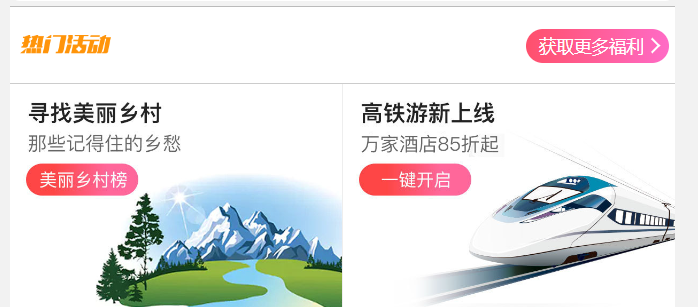 热门活动
获取更多福利
寻找美丽乡村
那些记得住的乡愁
美丽乡村榜
高铁游新上线
万家酒店85折起
一键开启